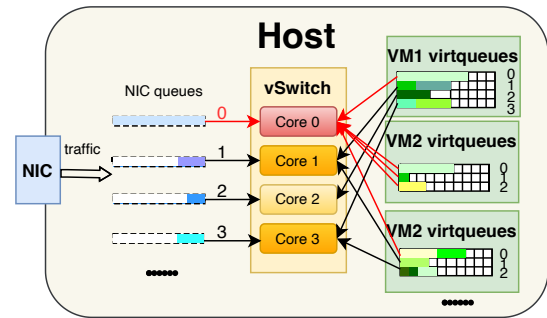 Host
NIC queues
vSwitch
VM1 virtqueues
0
1
2
3
0
Core 0
traffic
NIC
1
Core 1
VM2 virtqueues
0
1
2
2
Core 2
3
Core 3
VM2 virtqueues
0
1
2